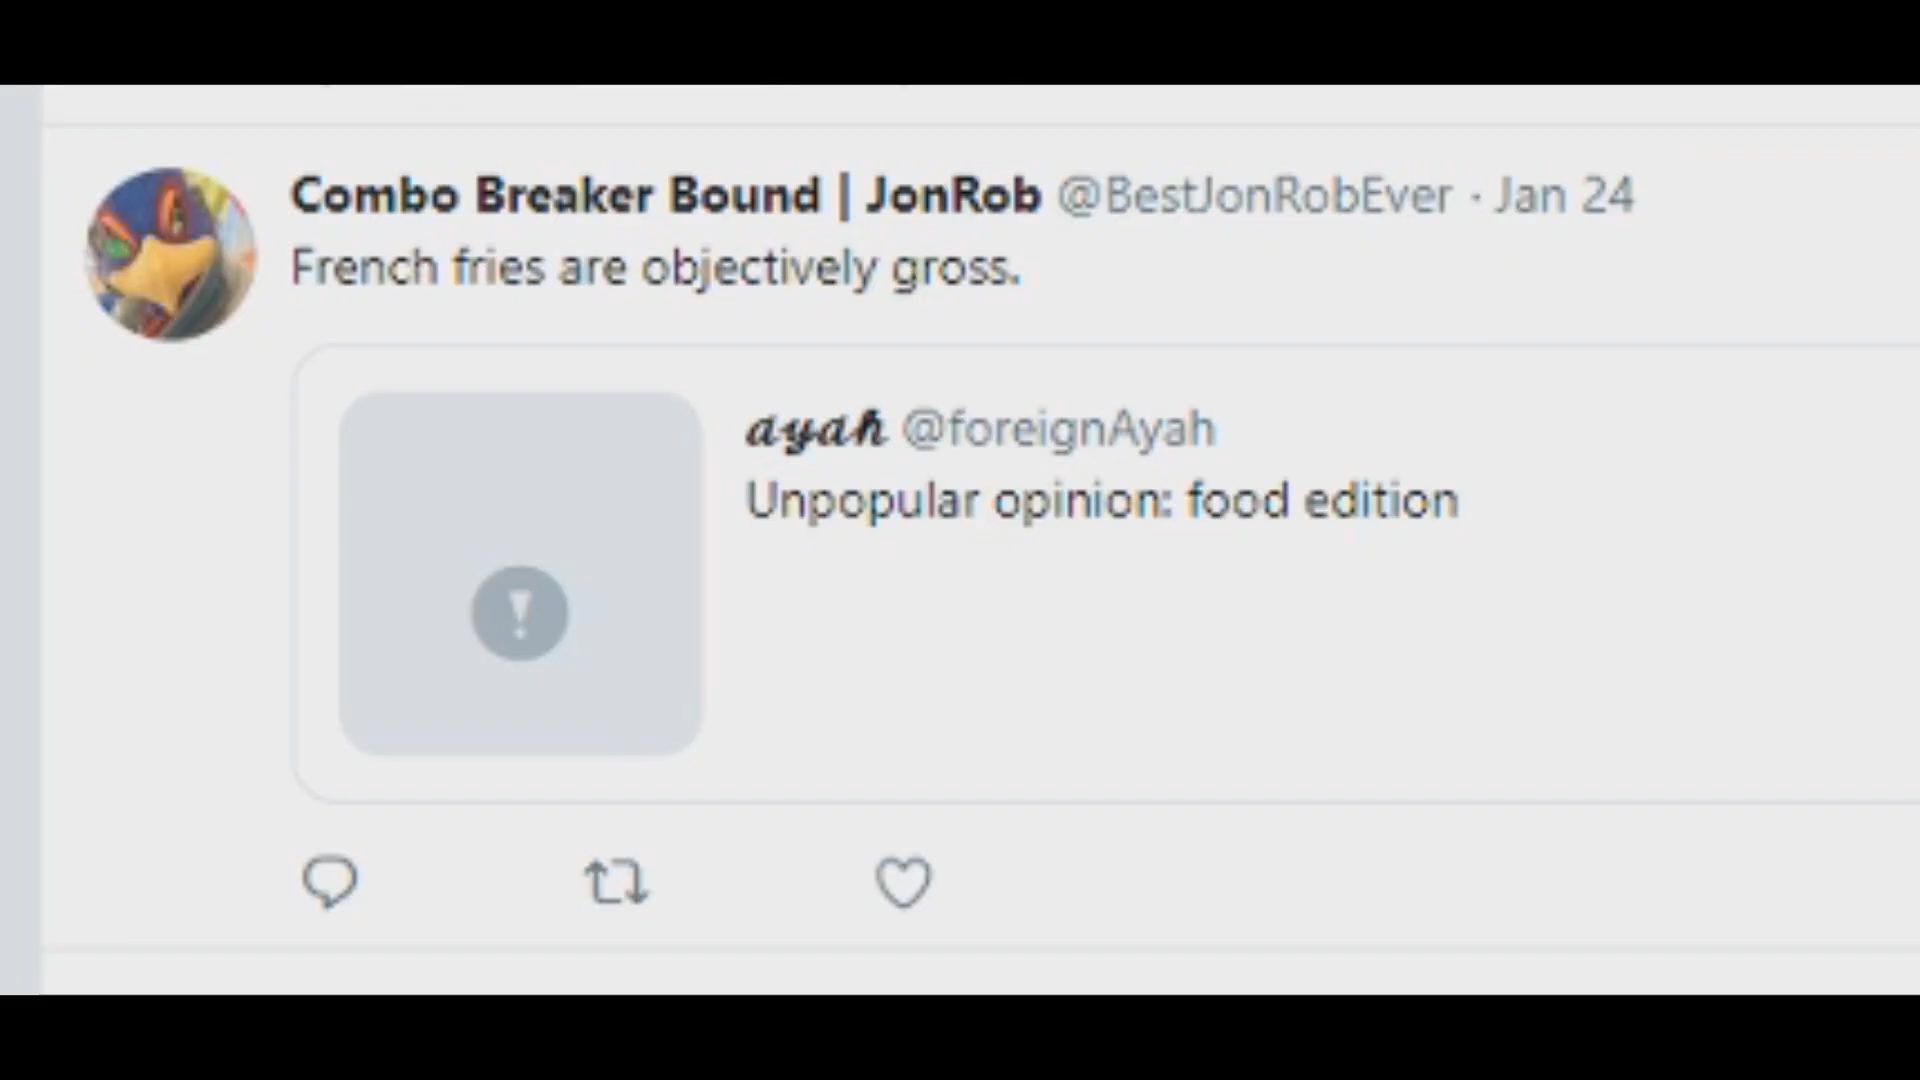 Combo Breaker Bound | JonRob @BestJonRobEver · Jan 24
French fries are objectively gross.
ayah @foreignAyah
Unpopular opinion: food edition